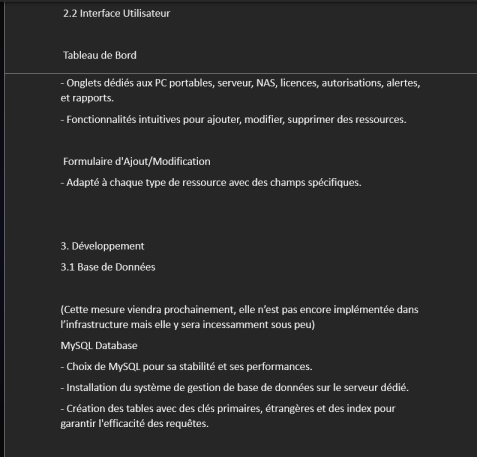 2.2 Interface Utilisateur
Tableau de Bord
- Onglets dédiés aux PC portables, serveur, NAS, licences, autorisations, alertes,
et rapports.
- Fonctionnalités intuitives pour ajouter, modifier, supprimer des ressources.
Formulaire d'Ajout/Modification
- Adapté à chaque type de ressource avec des champs spécifiques.
3. Développement
3.1 Base de Données
(Cette mesure viendra prochainement, elle n’est pas encore implémentée dans
l’infrastructure mais elle y sera incessamment sous peu)
MySQL Database
- Choix de MySQL pour sa stabilité et ses performances.
- Installation du système de gestion de base de données sur le serveur dédié.
- Création des tables avec des clés primaires, étrangères et des index pour
garantir l'efficacité des requêtes.